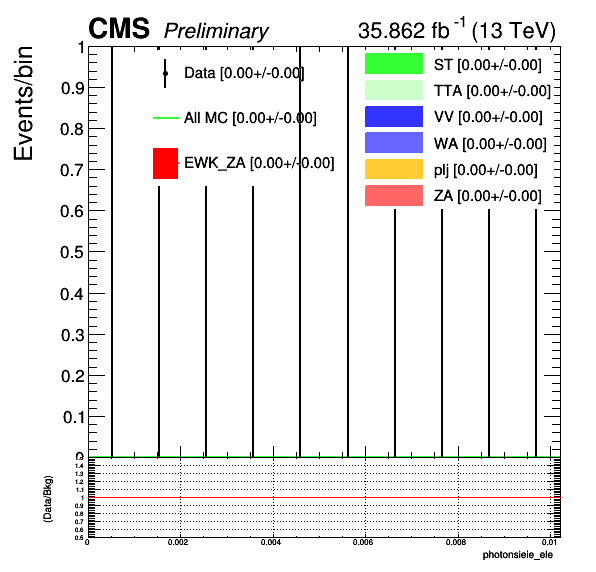 CMS Preliminary 35.862 fb -1 (13 TeV)
Events/bin
1
0.9
0.8
0.7
0.6
0.5
0.4
0.3
0.2
0.1
Data [0.00+/-0.00]
All MC [0.00+/-0.00]
EWK_ZA [0.00+/-0.00]
ST [0.00+/-0.00]
TTA [0.00+/-0.00]
VV [0.00+/-0.00]
WA [0.00+/-0.00]
plj [0.00+/-0.00]
ZA [0.00+/-0.00]
(Data/Bkg)
1.4
1.3
1.2
1.1
1
0.9
0.8
0.7
0.6
0.5
0 0.002 0.004 0.006 0.008 0.01
photonsieie_ele